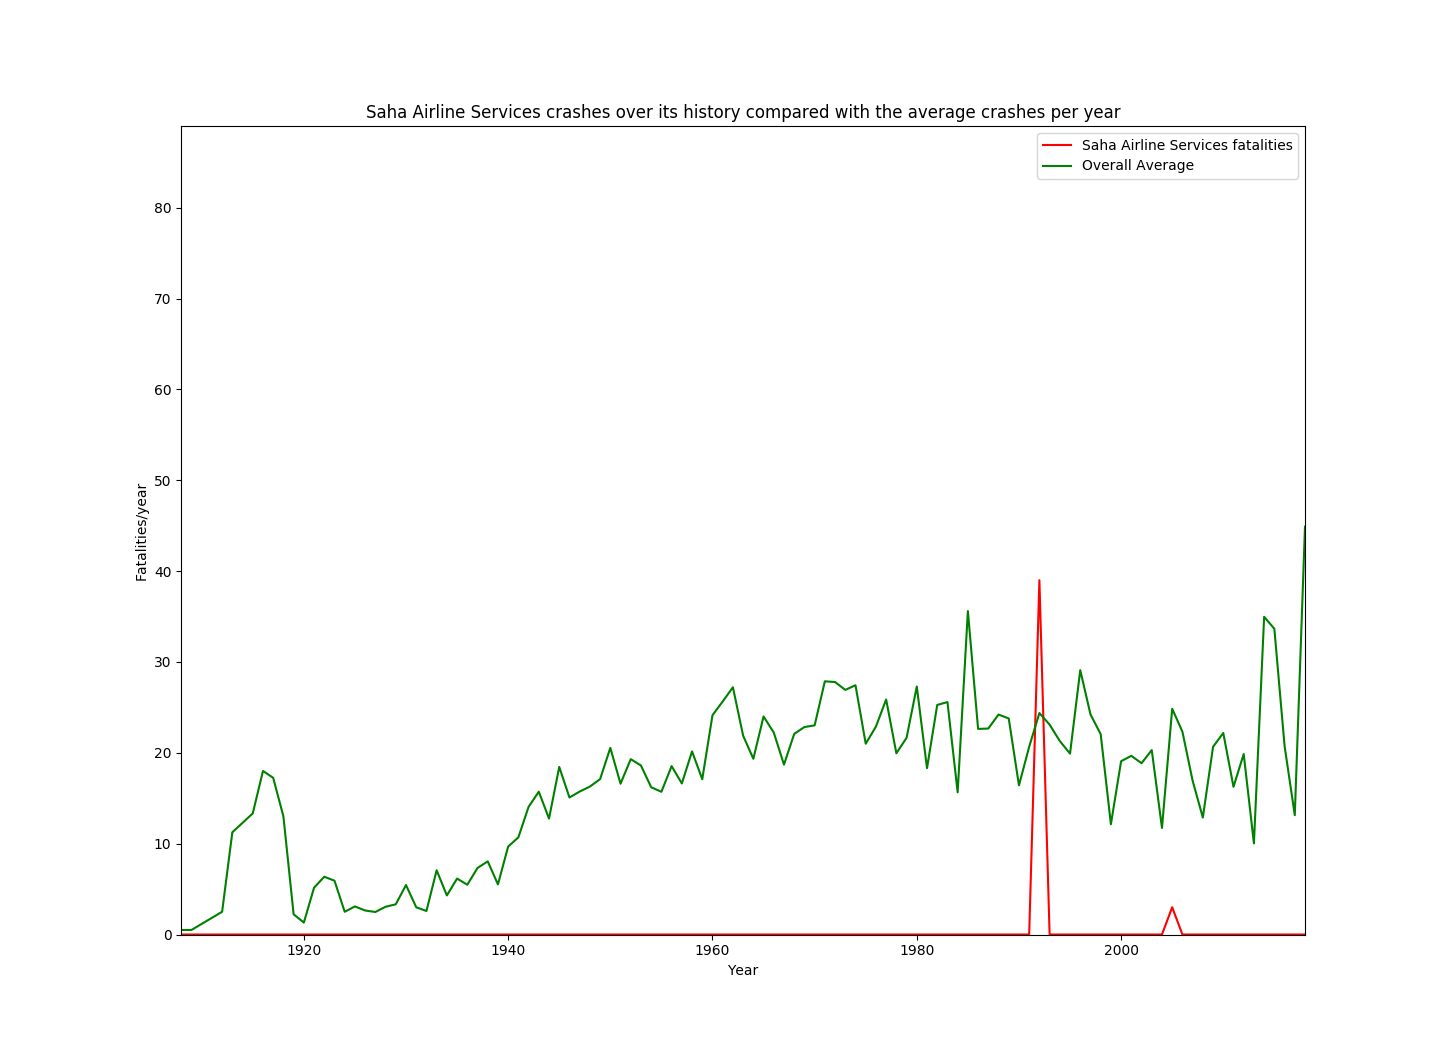 Saha Airline Services crashes over its history compared with the average crashes per year
Saha Airline Services fatalities
Overall Average
80
70
60
50
40
30
20
10
0
Fatalities/year
1920 1940 1960 1980 2000
Year